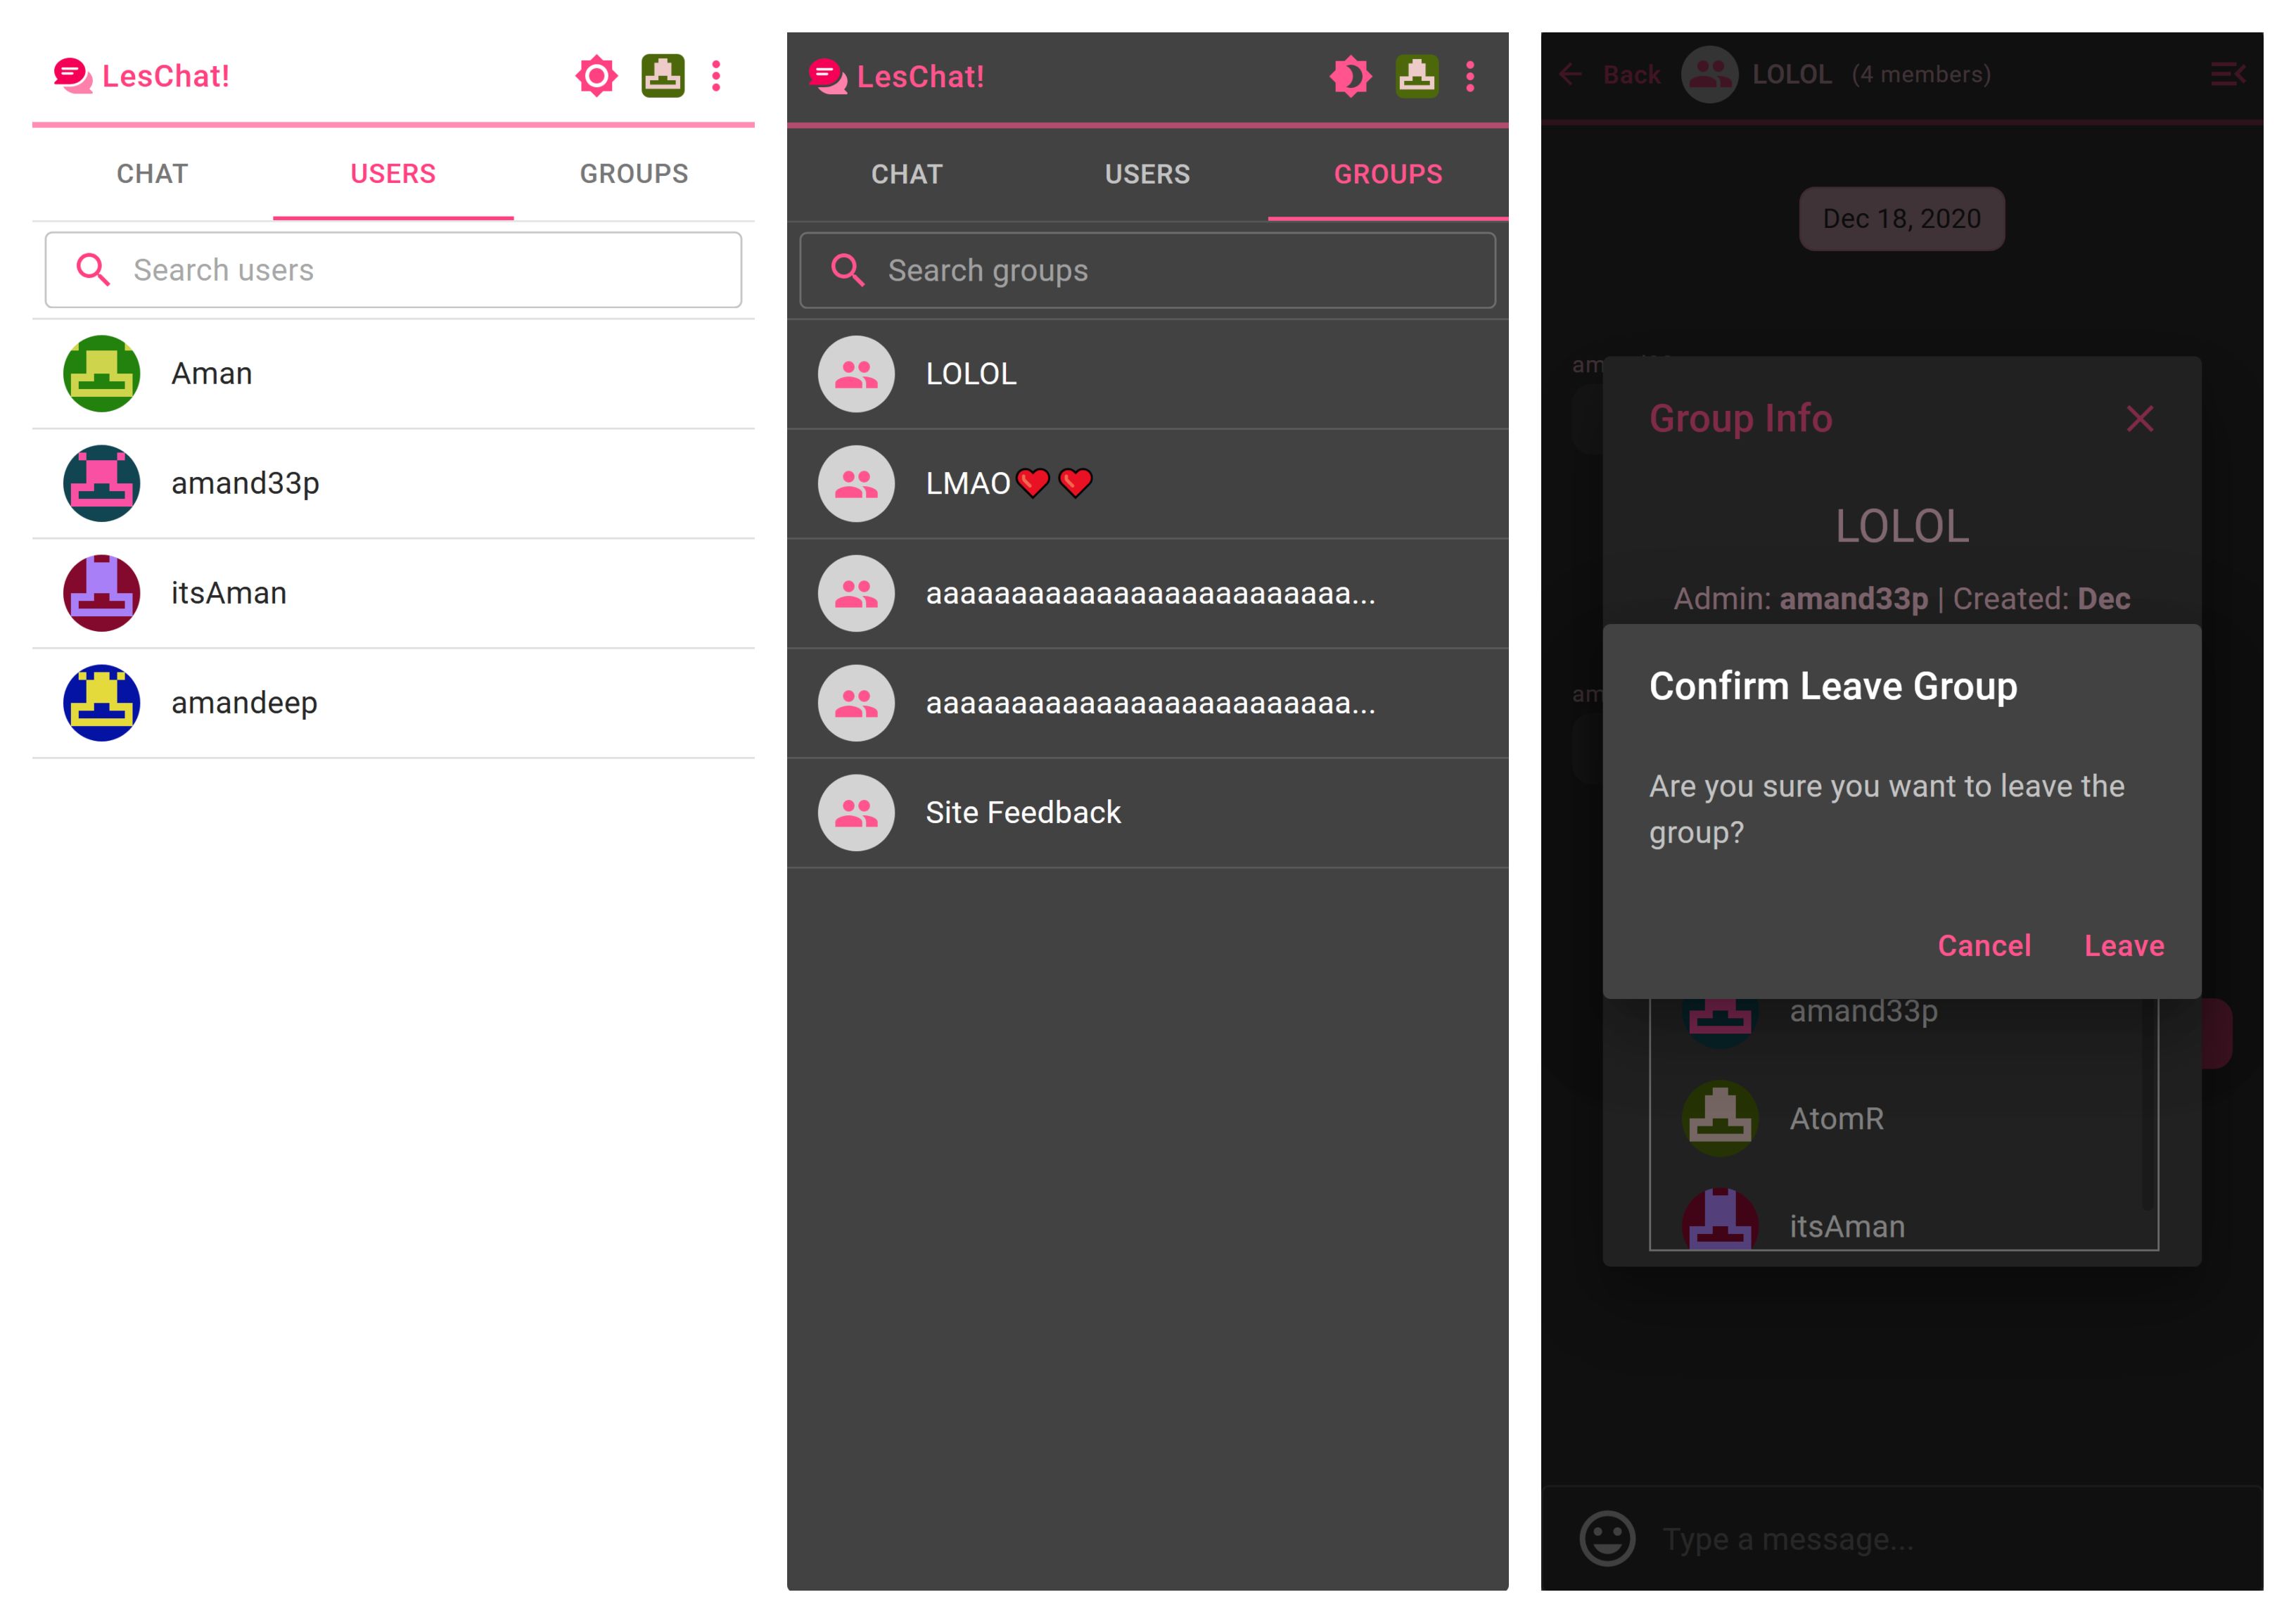 LesChat!
CHAT USERS GROUPS
Search users
Aman
amand33p
itsAman
amandeep
LesChat!
CHAT USERS GROUPS
Search groups
LOLOL
LMAO❤️❤️
aaaaaaaaaaaaaaaaaaaaaaaaa...
aaaaaaaaaaaaaaaaaaaaaaaaa...
Site Feedback
Back LOLOL (4 members)
Dec 18, 2020
Group Info
LOLOL
Admin: amand33p | Created: Dec
Confirm Leave Group
Are you sure you want to leave the
group?
Cancel Leave
amand33p
AtomR
itsAman
Type a message...